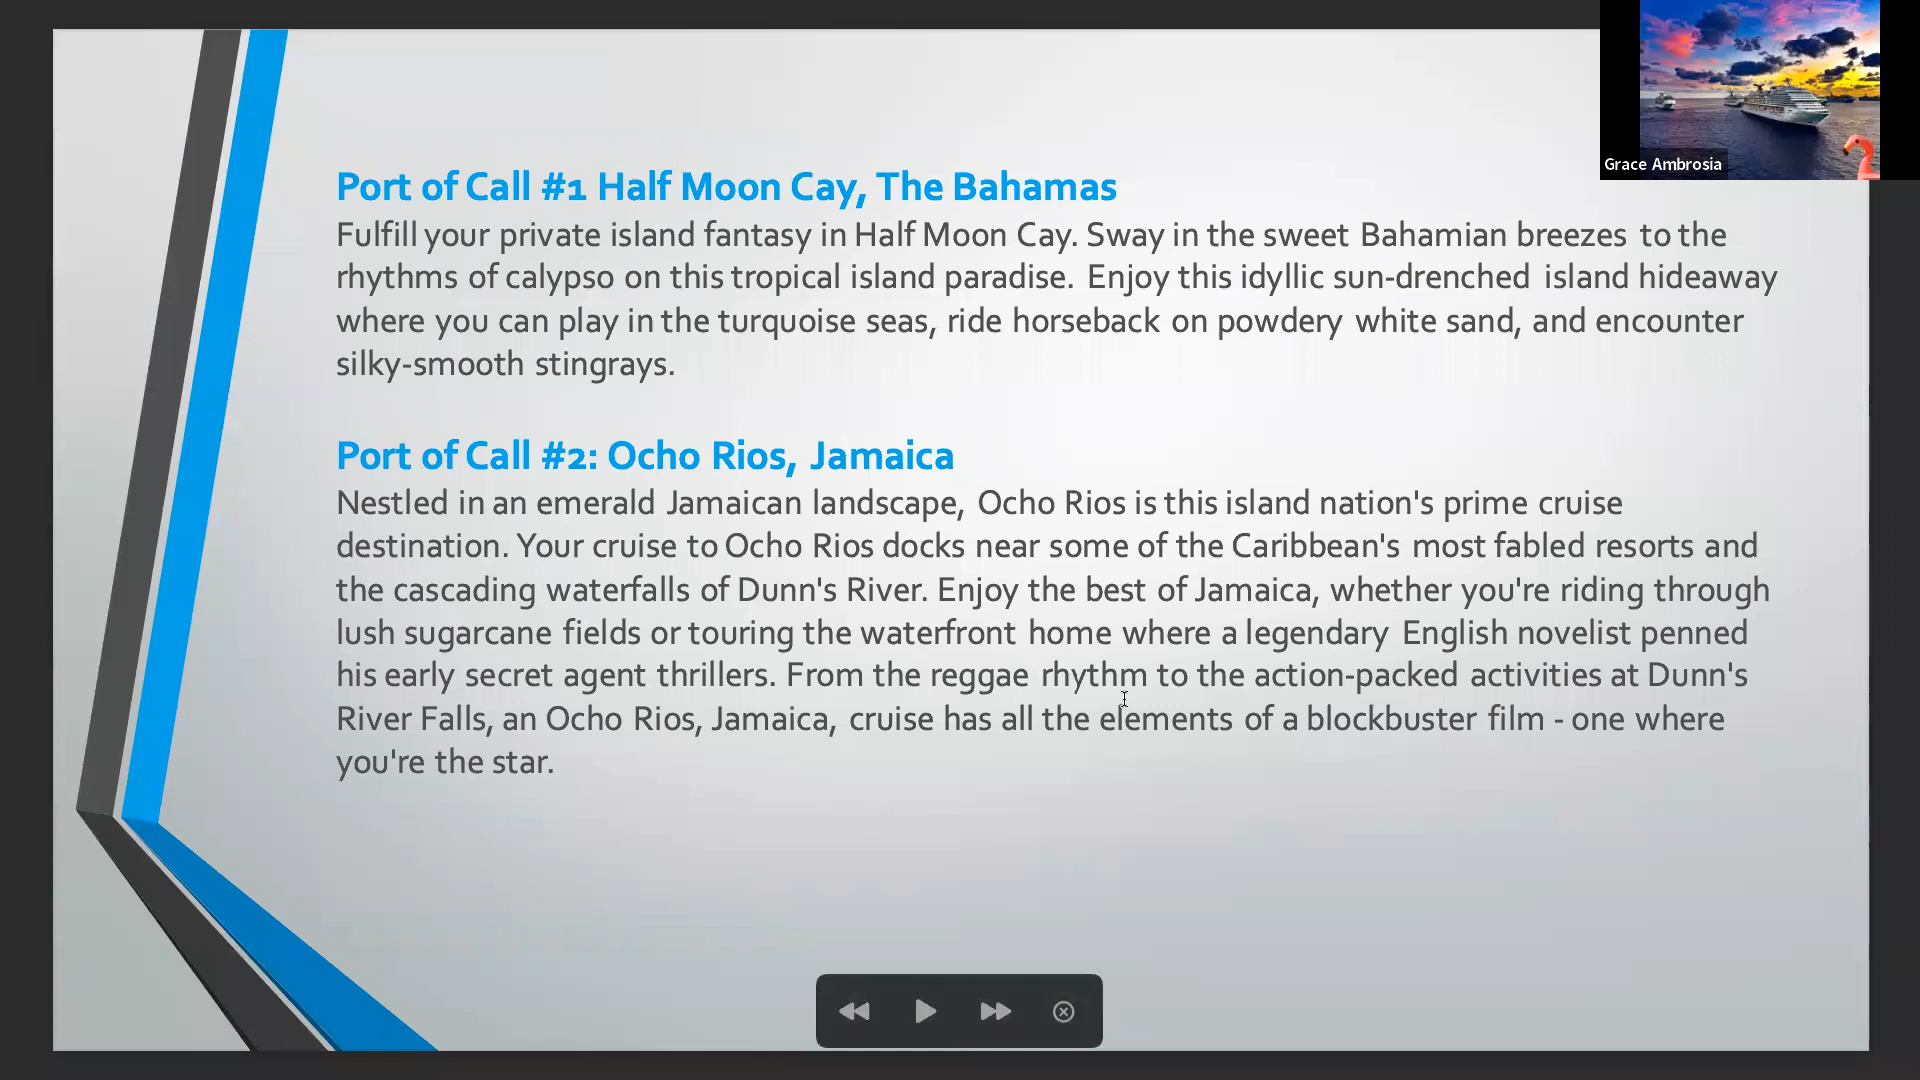 Port of Call #1 Half Moon Cay, The Bahamas
Fulfill your private island fantasy in Half Moon Cay. Sway in the sweet Bahamian breezes to the
rhythms of calypso on this tropical island paradise. Enjoy this idyllic sun-drenched island hideaway
where you can play in the turquoise seas, ride horseback on powdery white sand, and encounter
silky-smooth stingrays.
Port of Call #2: Ocho Rios, Jamaica
Nestled in an emerald Jamaican landscape, Ocho Rios is this island nation's prime cruise
destination. Your cruise to Ocho Rios docks near some of the Caribbean's most fabled resorts and
the cascading waterfalls of Dunn's River. Enjoy the best of Jamaica, whether you're riding through
lush sugarcane fields or touring the waterfront home where a legendary English novelist penned
his early secret agent thrillers. From the reggae rhythm to the action-packed activities at Dunn's
River Falls, an Ocho Rios, Jamaica, cruise has all the elements of a blockbuster film - one where
you're the star.
Grace Ambrosia